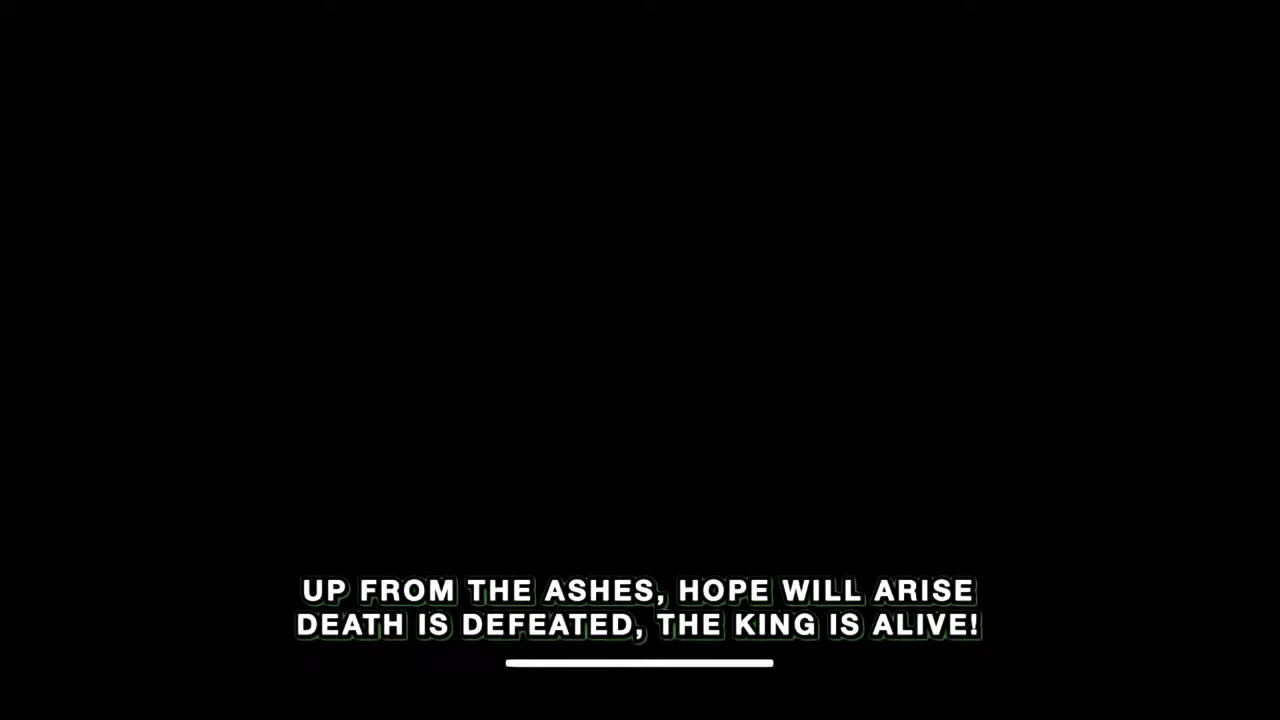 UP FROM THE ASHES, HOPE WILL ARISE
DEATH IS DEFEATED, THE KING IS ALIVE!